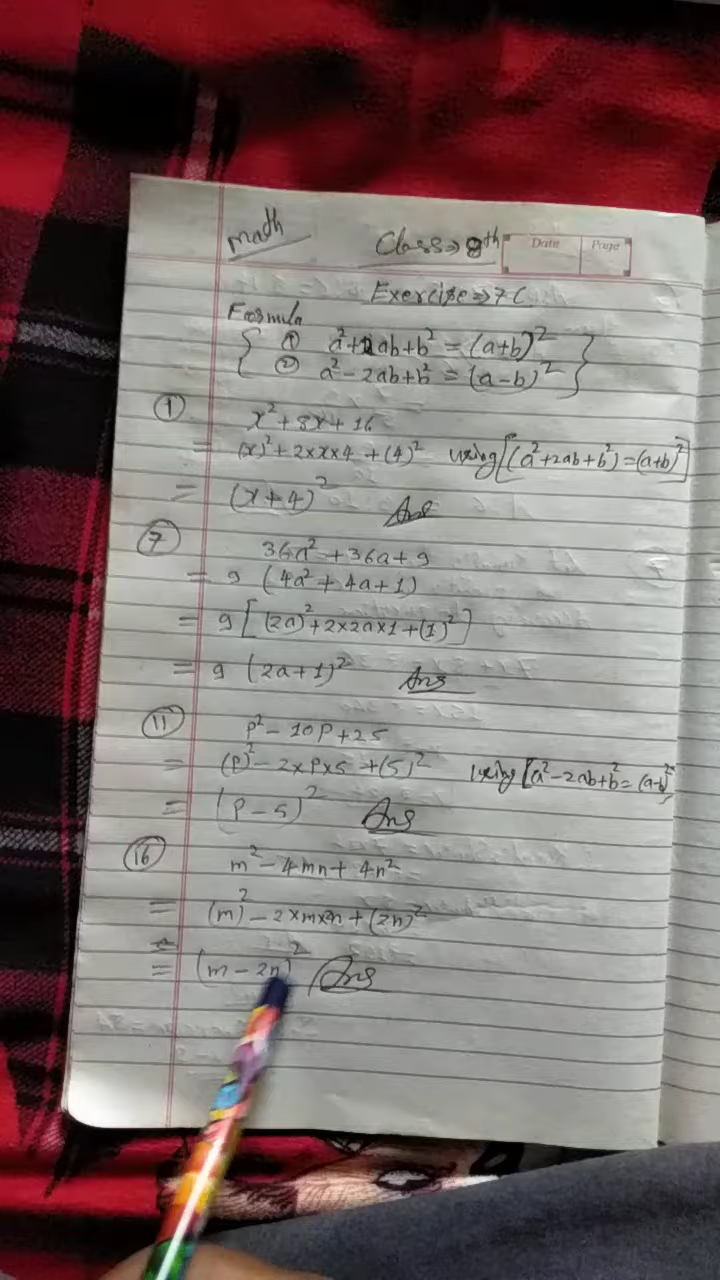 math
Class⇒ 8th
Date Page
Exercise⇒7C
Formula
① a²+2ab+b² = (a+b)²
② a²-2ab+b² = (a-b)²
① x²+8x+16
= (x)²+2×x×4 +(4)² using[(a²+2ab+b²)=(a+b)²]
= (x+4)² Ans
⑦ 36a²+36a+9
= 9 (4a²+4a+1)
= 9 [(2a)²+2×2a×1+(1)²]
= 9 (2a+1)² Ans
⑪ P²-10P+25
= (P)²-2×P×5 +(5)² using [a²-2ab+b²= (a-b)²
= (P-5)² Ans
⑯ m²-4mn+4n²
= (m)²-2×m×2n+(2n)²
= (m-2n)² Ans